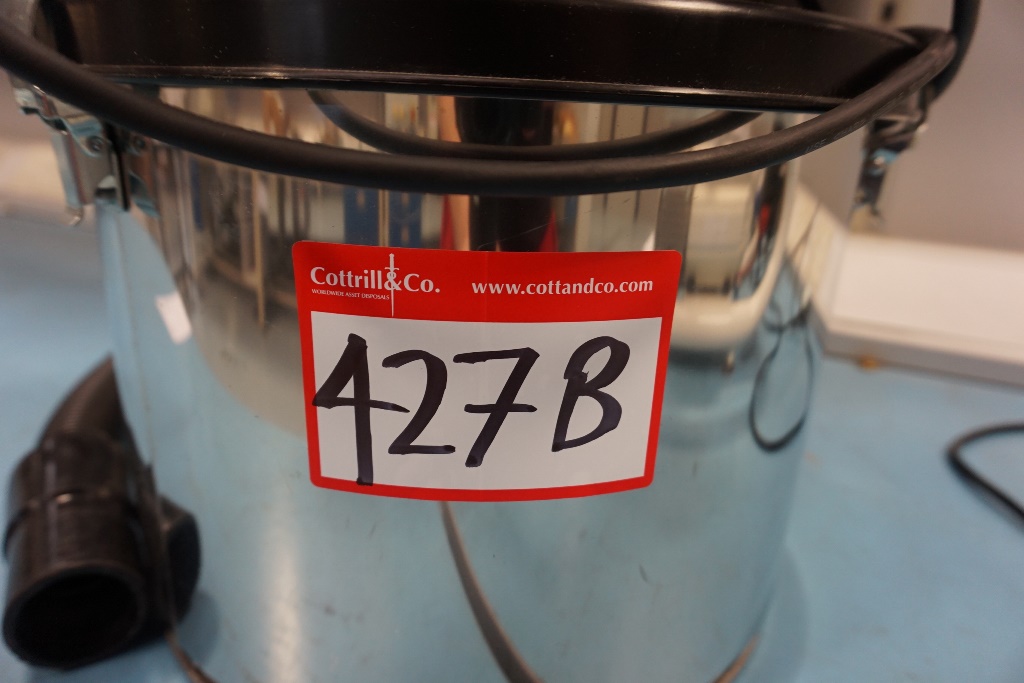 Cottrill&Co. www.cottandco.com
WORLDWIDE ASSET DISPOSALS
427B